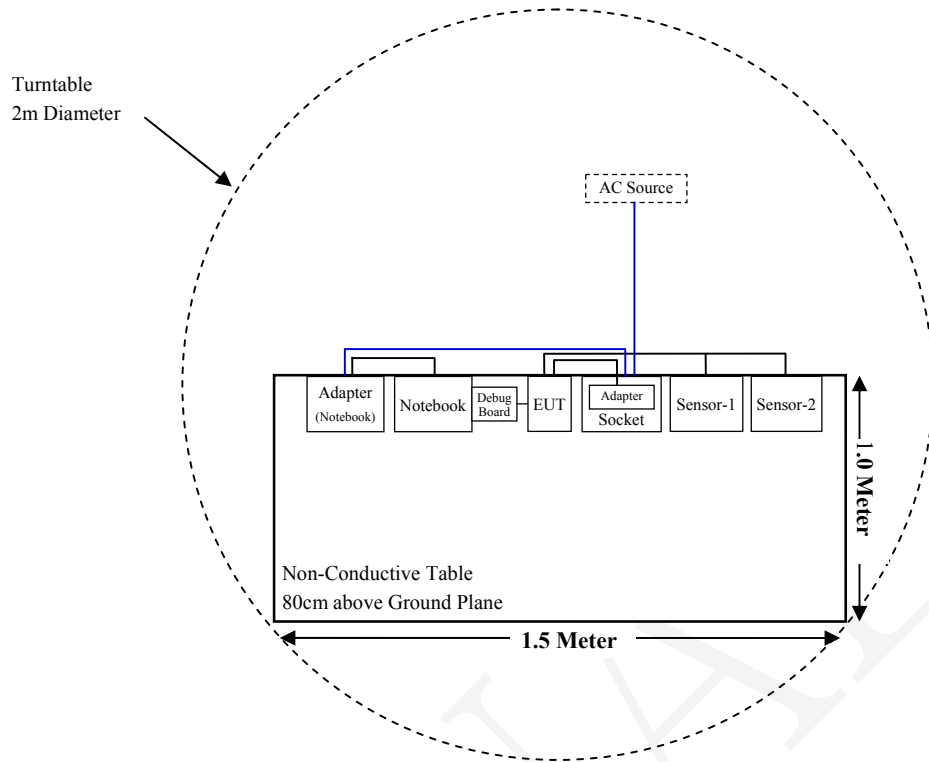 Turntable
2m Diameter
AC Source
Adapter
(Notebook)
Notebook
Debug
Board
EUT
Adapter
Socket
Sensor-1
Sensor-2
1.0 Meter
Non-Conductive Table
80cm above Ground Plane
1.5 Meter